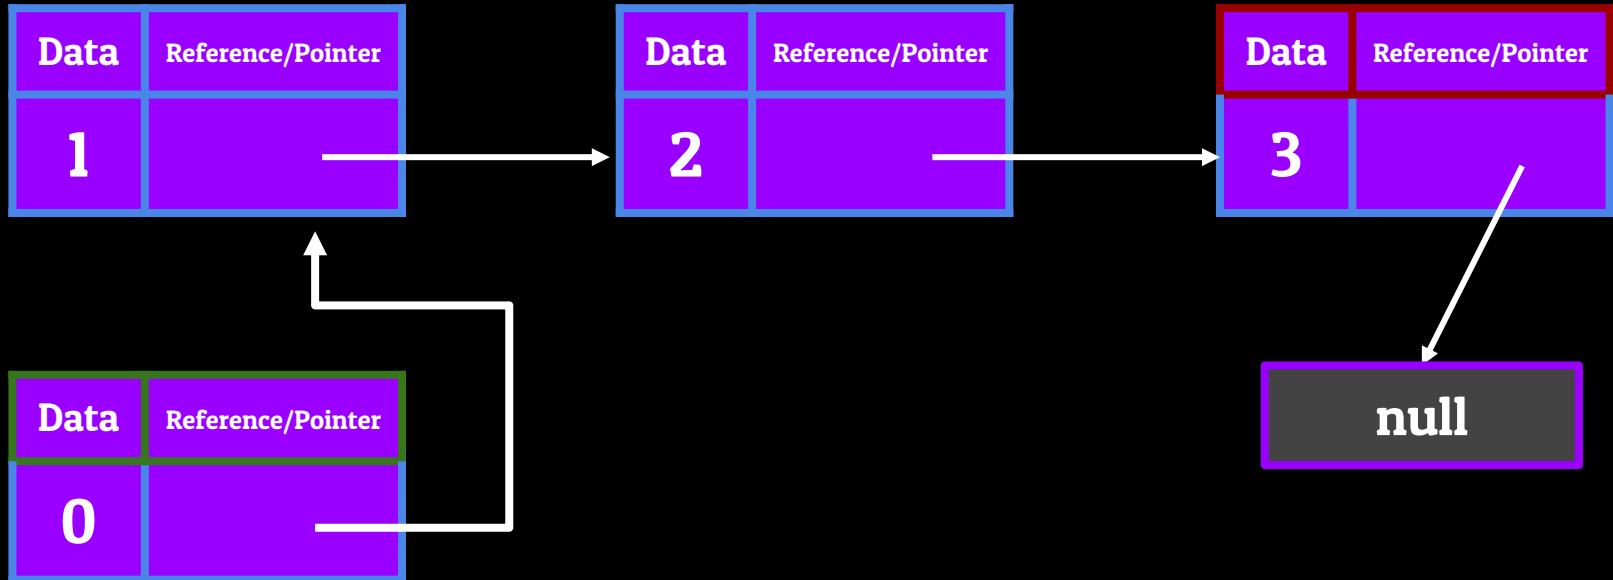 Data Reference/Pointer
1
Data Reference/Pointer
2
Data Reference/Pointer
3
Data Reference/Pointer
0
null